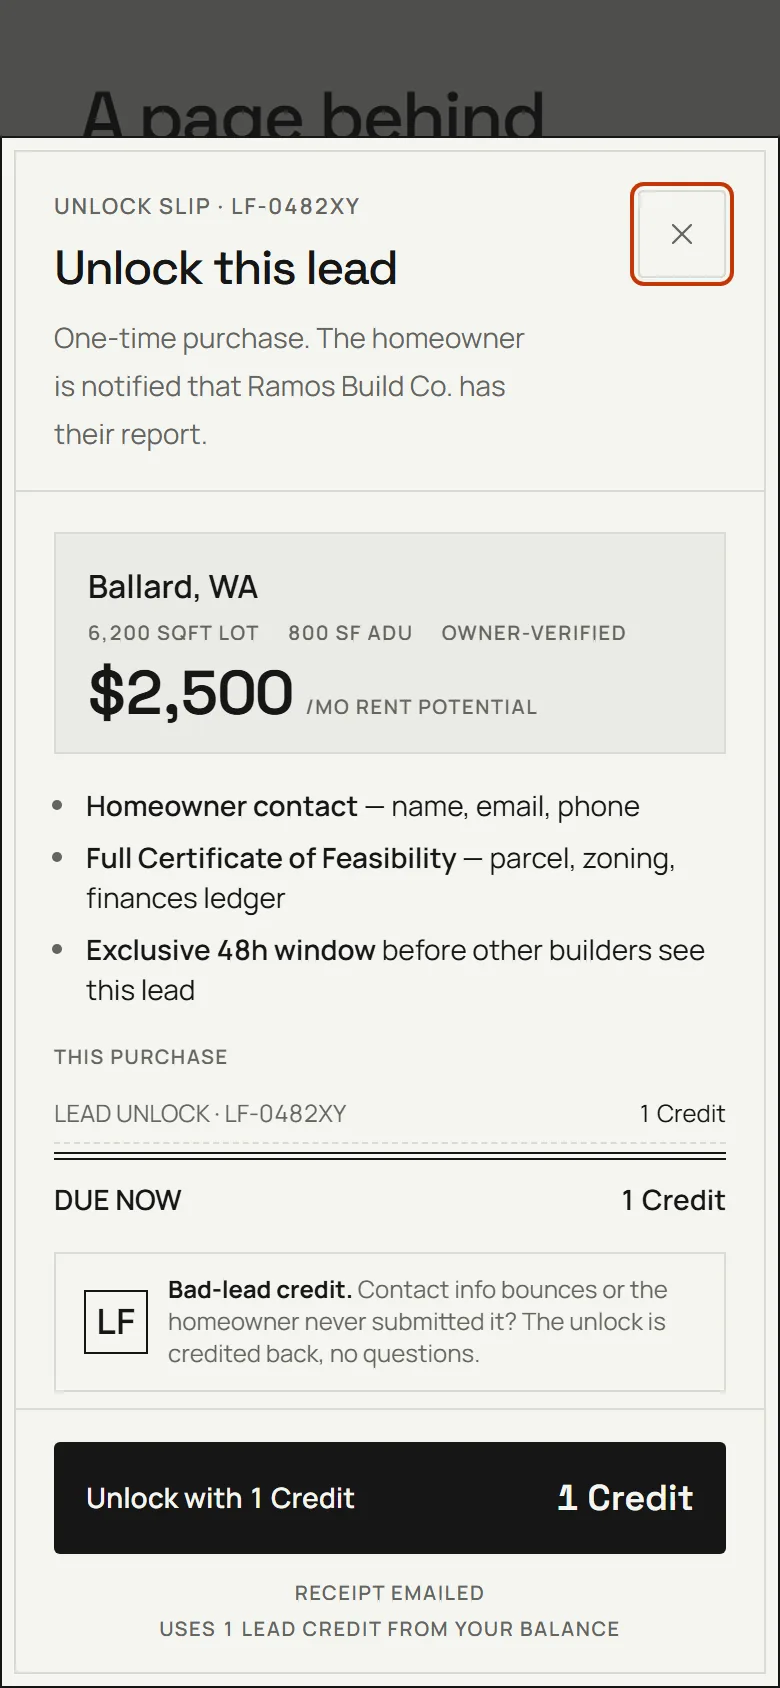 A page behind
UNLOCK SLIP · LF-0482XY
Unlock this lead
One-time purchase. The homeowner
is notified that Ramos Build Co. has
their report.
Ballard, WA
6,200 SQFT LOT 800 SF ADU OWNER-VERIFIED
$2,500 /MO RENT POTENTIAL
Homeowner contact — name, email, phone
Full Certificate of Feasibility — parcel, zoning,
finances ledger
Exclusive 48h window before other builders see
this lead
THIS PURCHASE
LEAD UNLOCK · LF-0482XY 1 Credit
DUE NOW 1 Credit
LF
Bad-lead credit. Contact info bounces or the
homeowner never submitted it? The unlock is
credited back, no questions.
Unlock with 1 Credit 1 Credit
RECEIPT EMAILED
USES 1 LEAD CREDIT FROM YOUR BALANCE